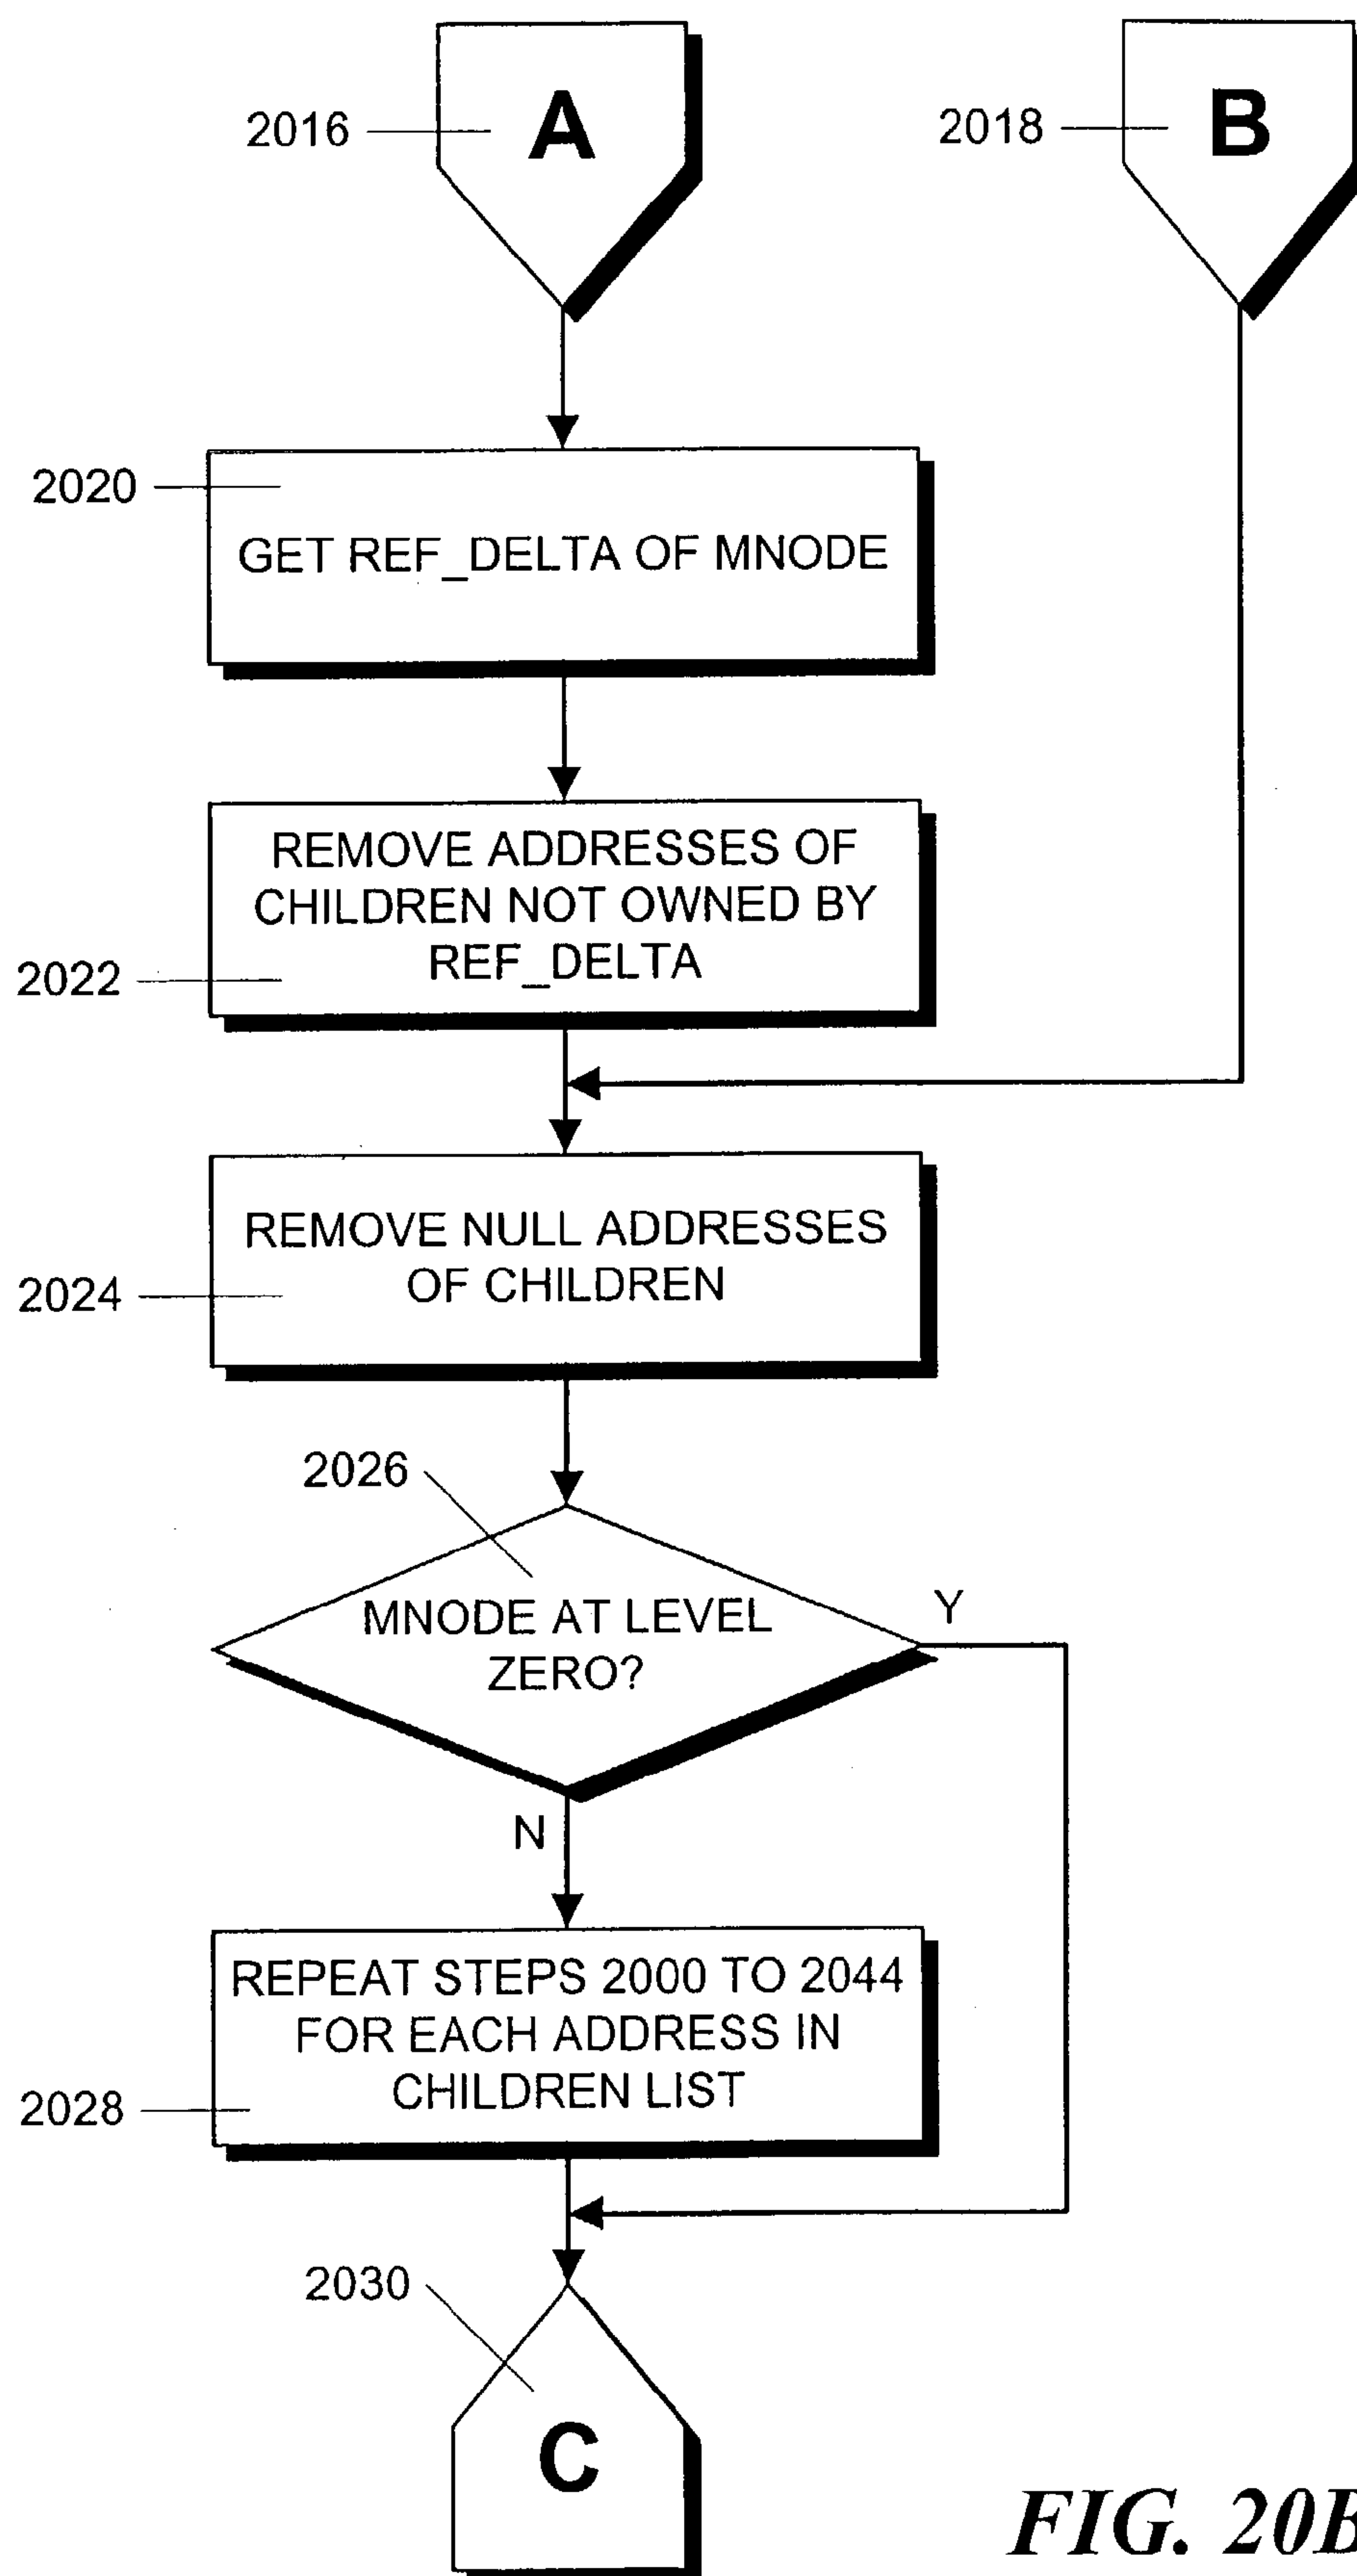 2016
A
2018
B
2020
GET REF_DELTA OF MNODE
REMOVE ADDRESSES OF
CHILDREN NOT OWNED BY
REF_DELTA
2022
REMOVE NULL ADDRESSES
OF CHILDREN
2024
2026
MNODE AT LEVEL
ZERO?
Y
N
REPEAT STEPS 2000 TO 2044
FOR EACH ADDRESS IN
CHILDREN LIST
2028
2030
C
FIG. 20B